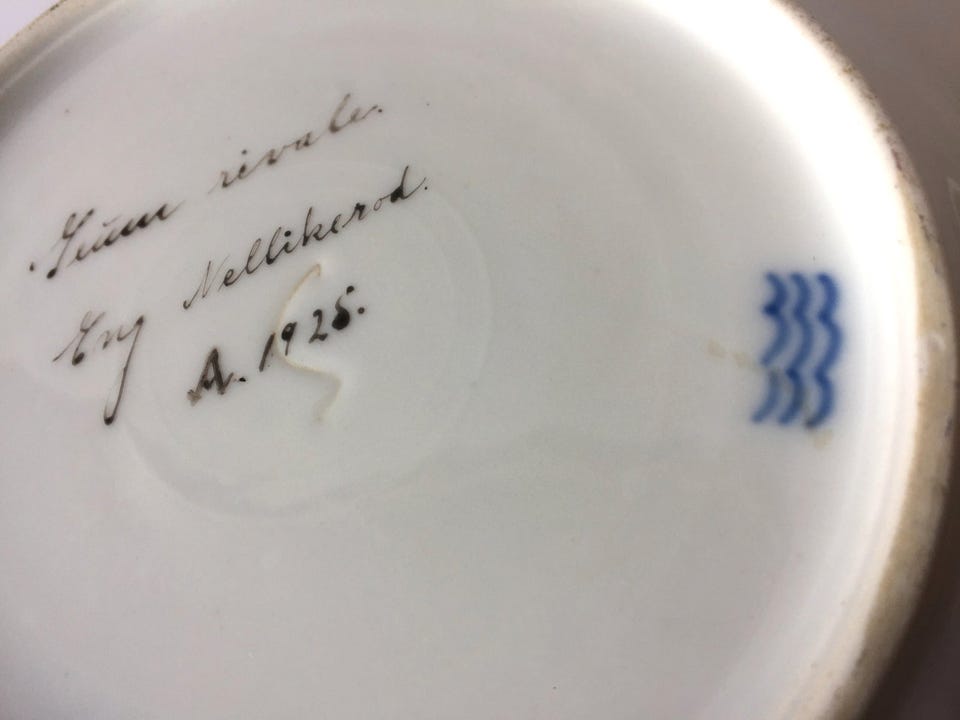 Geum rivale.
Eng Nellikerod.
A. 1925.